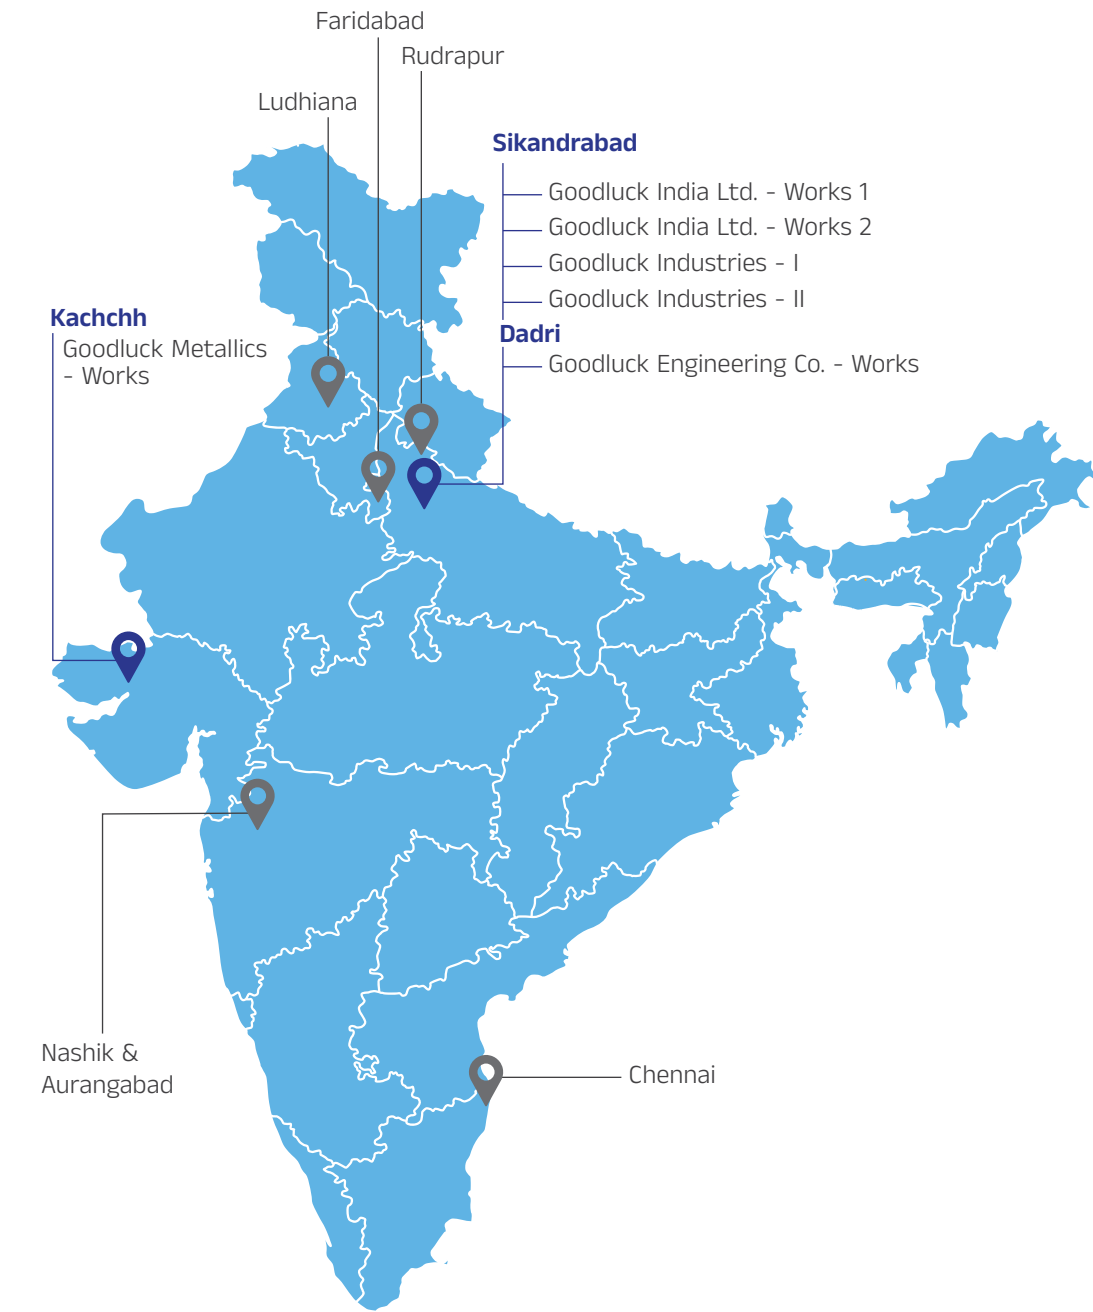 Faridabad
Rudrapur
Ludhiana
Sikandrabad
Goodluck India Ltd. - Works 1
Goodluck India Ltd. - Works 2
Goodluck Industries - I
Goodluck Industries - II
Dadri
Goodluck Engineering Co. - Works
Kachchh
Goodluck Metallics
- Works
Nashik &
Aurangabad
Chennai